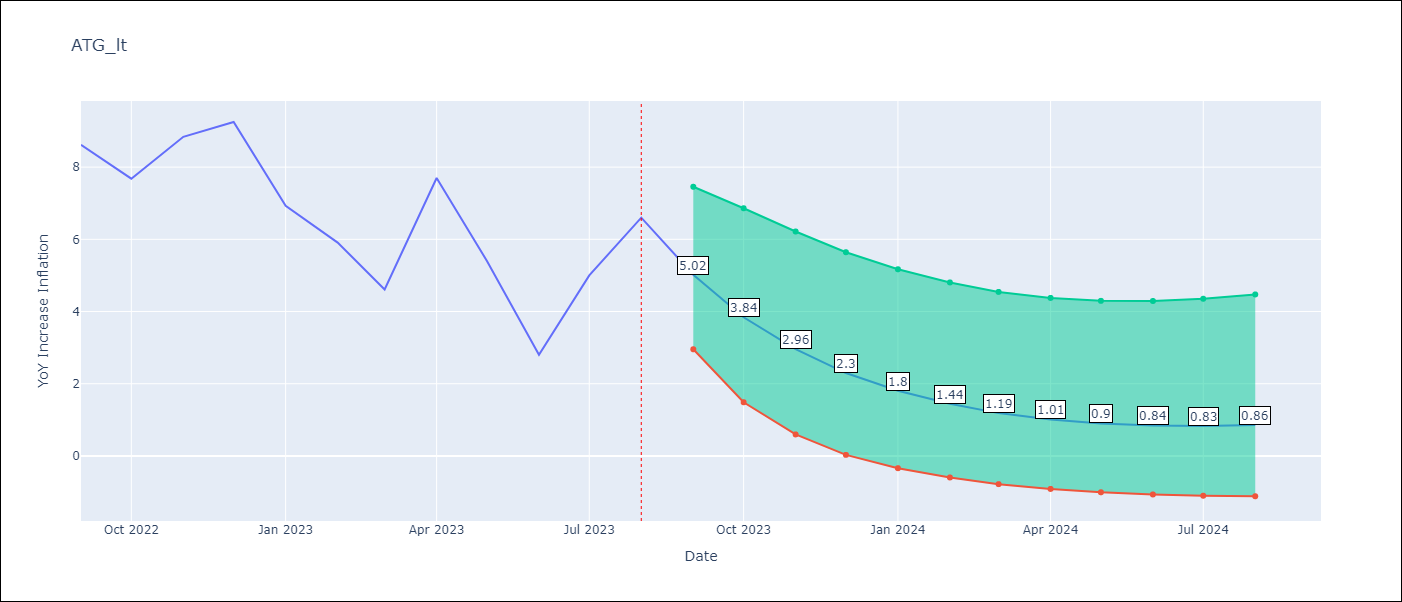 ATG_lt
YoY Increase Inflation
8
6
4
2
0
5.02
3.84
2.96
2.3
1.8
1.44
1.19
1.01
0.9
0.84
0.83
0.86
Oct 2022
Jan 2023
Apr 2023
Jul 2023
Oct 2023
Jan 2024
Apr 2024
Jul 2024
Date